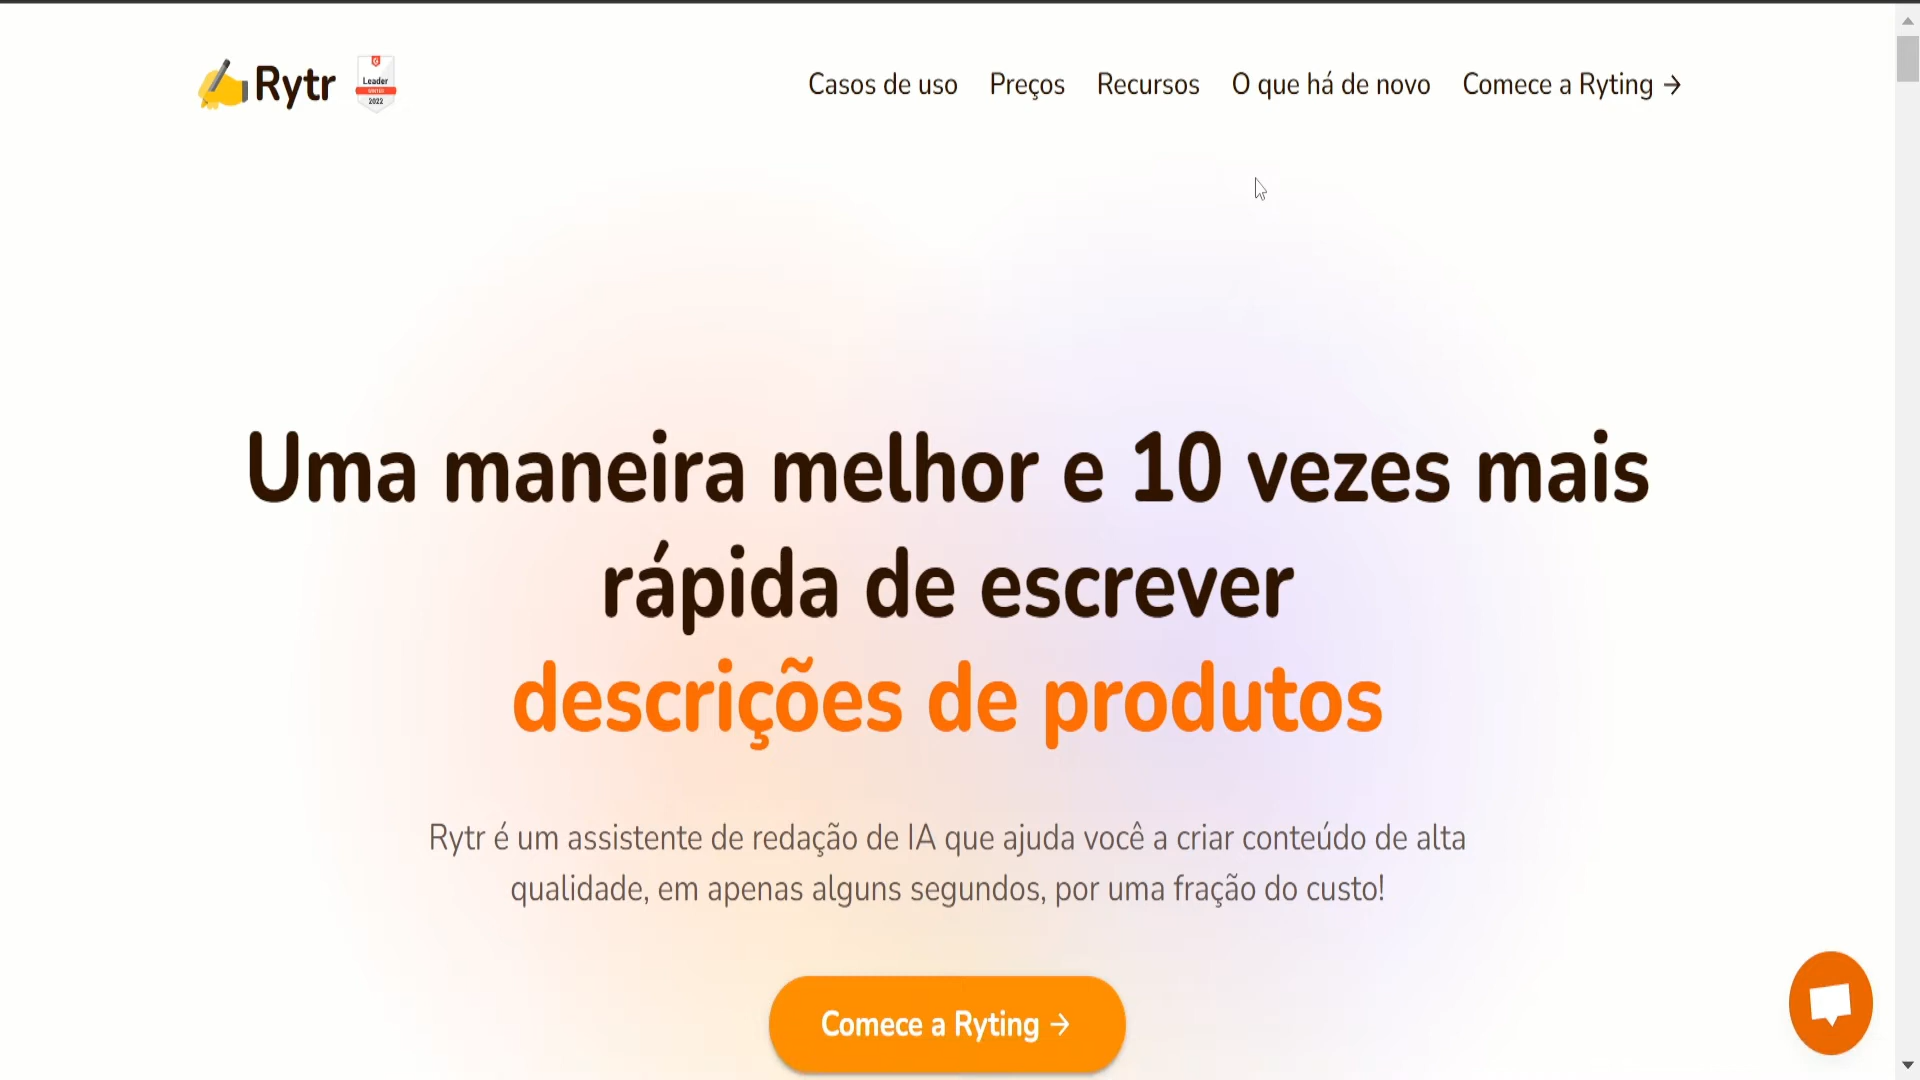 Rytr
Leader
WINTER
2022
Casos de uso
Preços
Recursos
O que há de novo
Comece a Ryting →
Uma maneira melhor e 10 vezes mais
rápida de escrever
descrições de produtos
Rytr é um assistente de redação de IA que ajuda você a criar conteúdo de alta
qualidade, em apenas alguns segundos, por uma fração do custo!
Comece a Ryting →